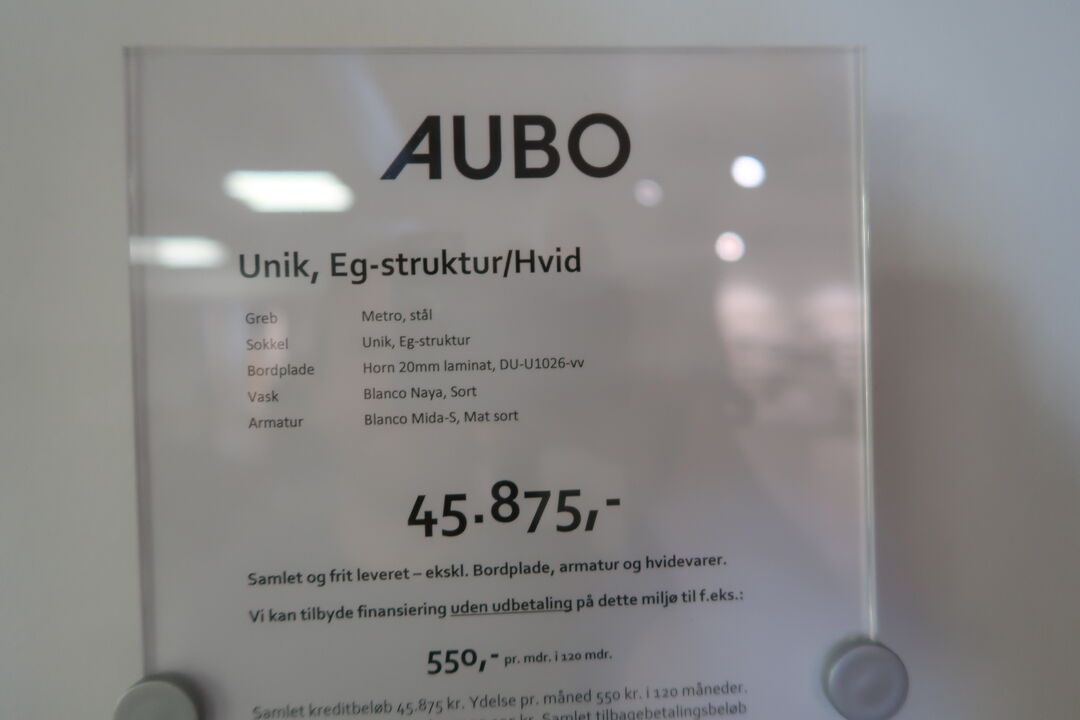 AUBO
Unik, Eg-struktur/Hvid
Greb Metro, stål
Sokkel Unik, Eg-struktur
Bordplade Horn 20mm laminat, DU-U1026-vv
Vask Blanco Naya, Sort
Armatur Blanco Mida-S, Mat sort
45.875,-
Samlet og frit leveret – ekskl. Bordplade, armatur og hvidevarer.
Vi kan tilbyde finansiering uden udbetaling på dette miljø til f.eks.:
550,- pr. mdr. i 120 mdr.
Samlet kreditbeløb 45.875 kr. Ydelse pr. måned 550 kr. i 120 måneder.
kr. Samlet tilbagebetalingsbeløb